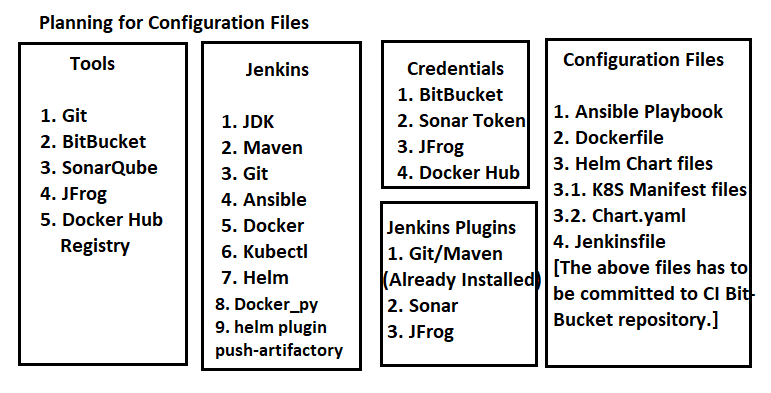 Planning for Configuration Files
Tools
1. Git
2. BitBucket
3. SonarQube
4. JFrog
5. Docker Hub
Registry
Jenkins
1. JDK
2. Maven
3. Git
4. Ansible
5. Docker
6. Kubectl
7. Helm
8. Docker_py
9. helm plugin
push-artifactory
Credentials
1. BitBucket
2. Sonar Token
3. JFrog
4. Docker Hub
Jenkins Plugins
1. Git/Maven
(Already Installed)
2. Sonar
3. JFrog
Configuration Files
1. Ansible Playbook
2. Dockerfile
3. Helm Chart files
3.1. K8S Manifest files
3.2. Chart.yaml
4. Jenkinsfile
[The above files has to
be committed to CI Bit-
Bucket repository.]